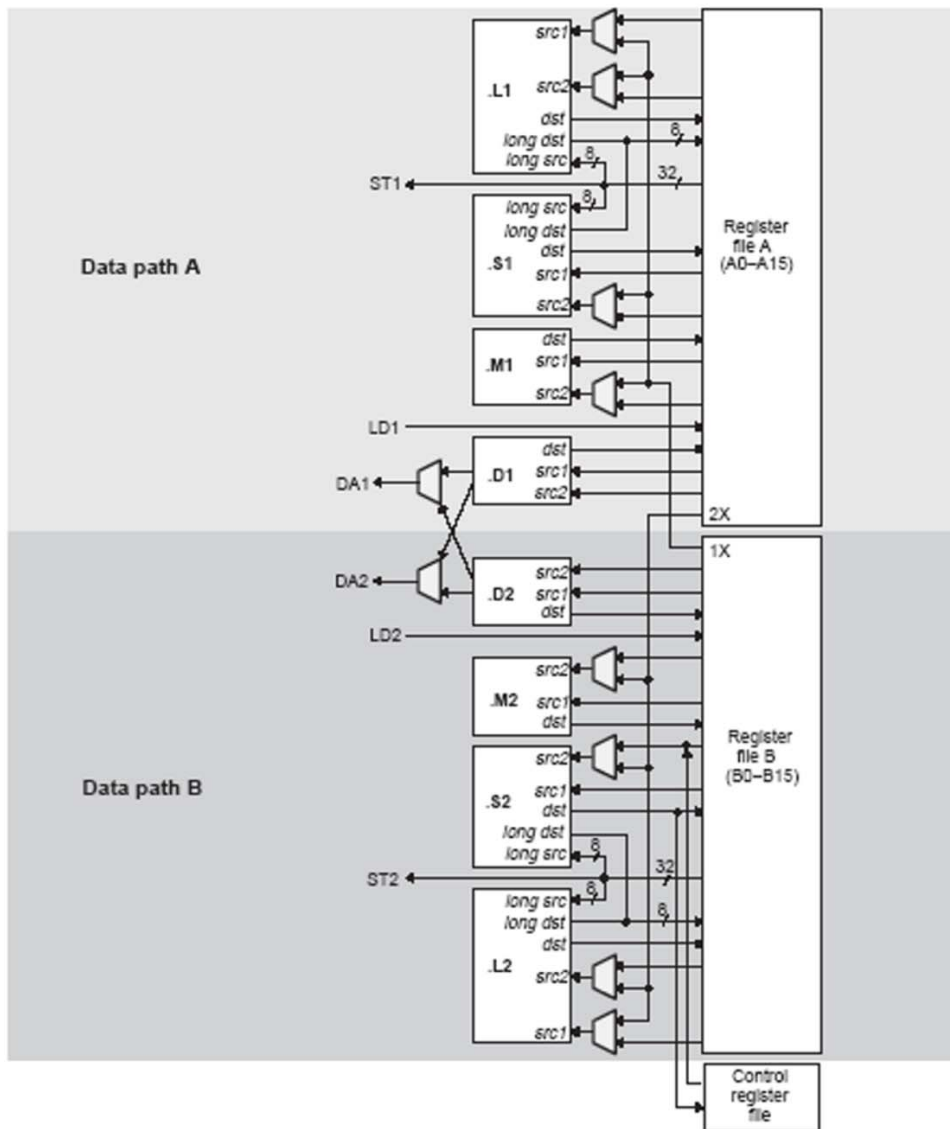 src1
.L1
src2
dst
long dst
8
long src
8
ST1
32
8
long src
long dst
dst
.S1
src1
src2
Register
file A
(A0–A15)
Data path A
dst
.M1
src1
src2
LD1
dst
.D1
src1
src2
DA1
2X
1X
DA2
src2
.D2
src1
dst
LD2
src2
.M2
src1
dst
Register
file B
(B0–B15)
src2
.S2
src1
dst
long dst
long src
8
Data path B
ST2
32
8
long src
long dst
8
dst
.L2
src2
src1
Control
register
file